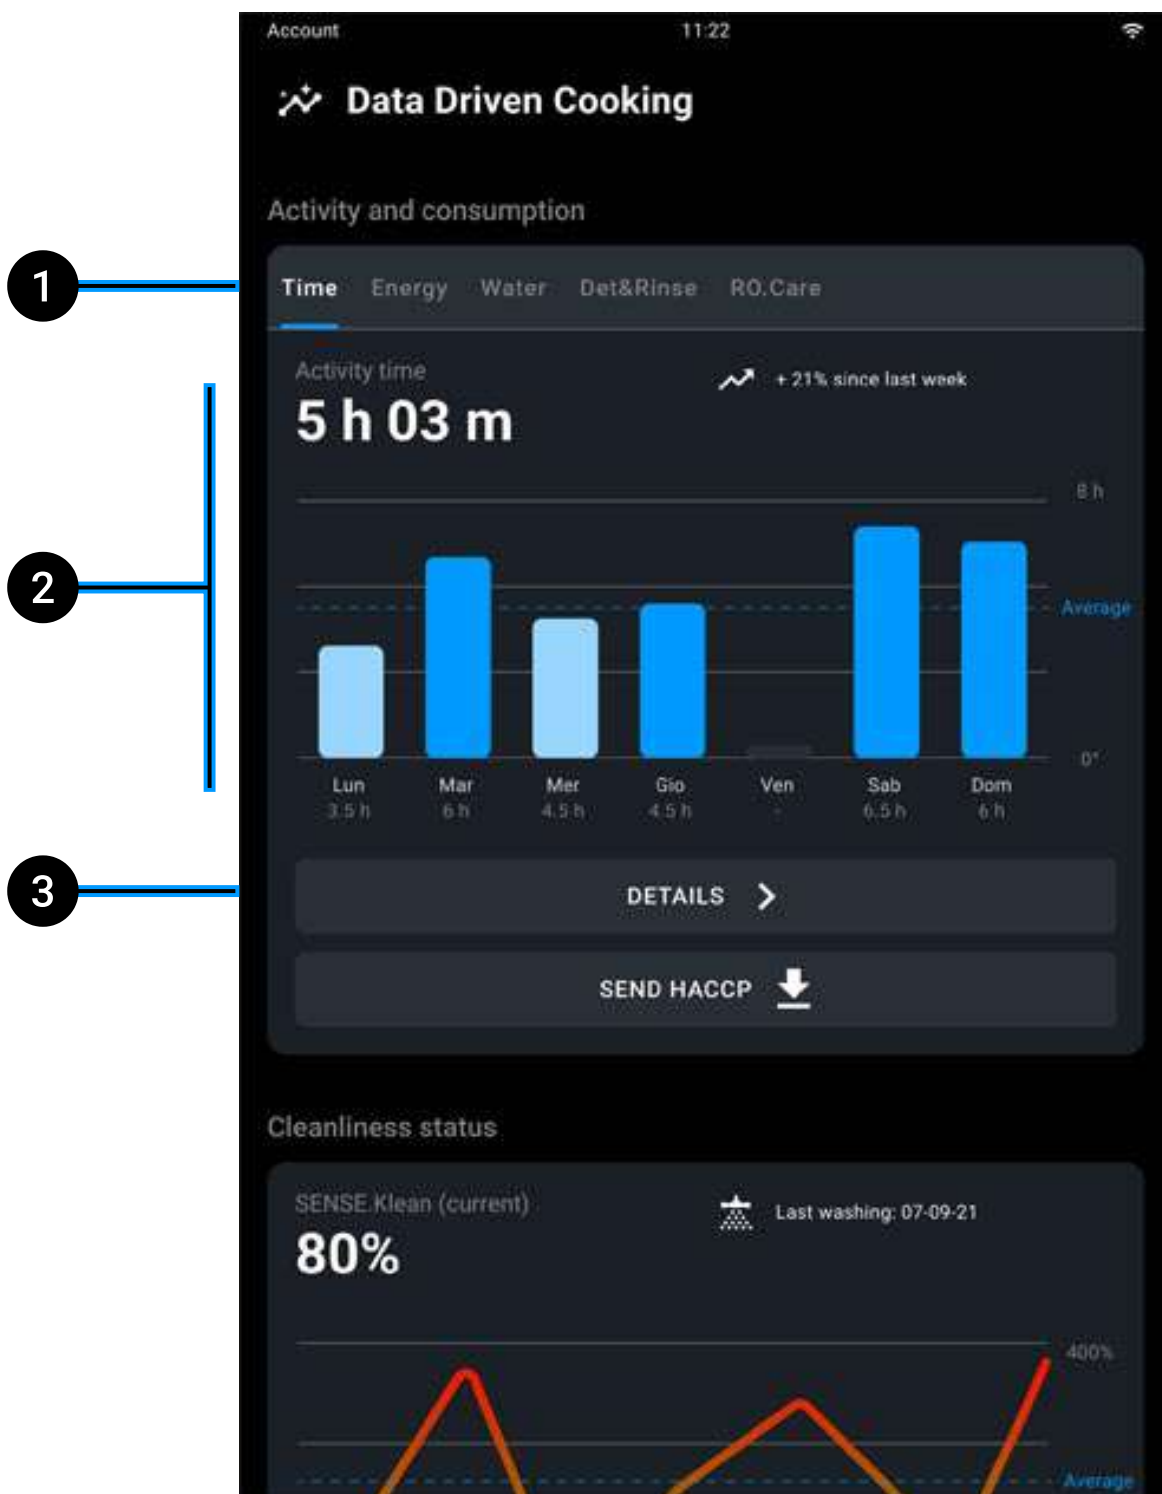 Account 11:22
Data Driven Cooking
Activity and consumption
1
Time Energy Water Det&Rinse RO.Care
Activity time
+ 21% since last week
5 h 03 m
8 h
2
Average
0°
Lun Mar Mer Gio Ven Sab Dom
3.5 h 6 h 4.5 h 4.5 h - 6.5 h 6 h
3
DETAILS
SEND HACCP
Cleanliness status
SENSE.Klean (current)
Last washing: 07-09-21
80%
400%
Average